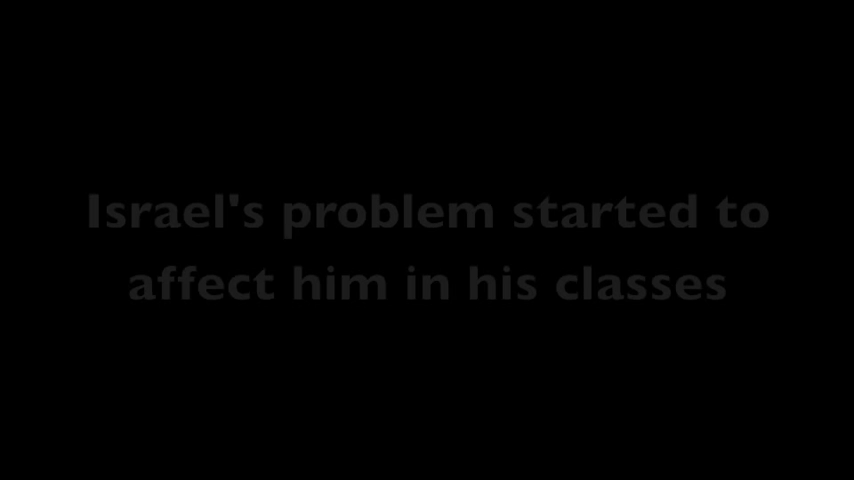 Israel's problem started to
affect him in his classes